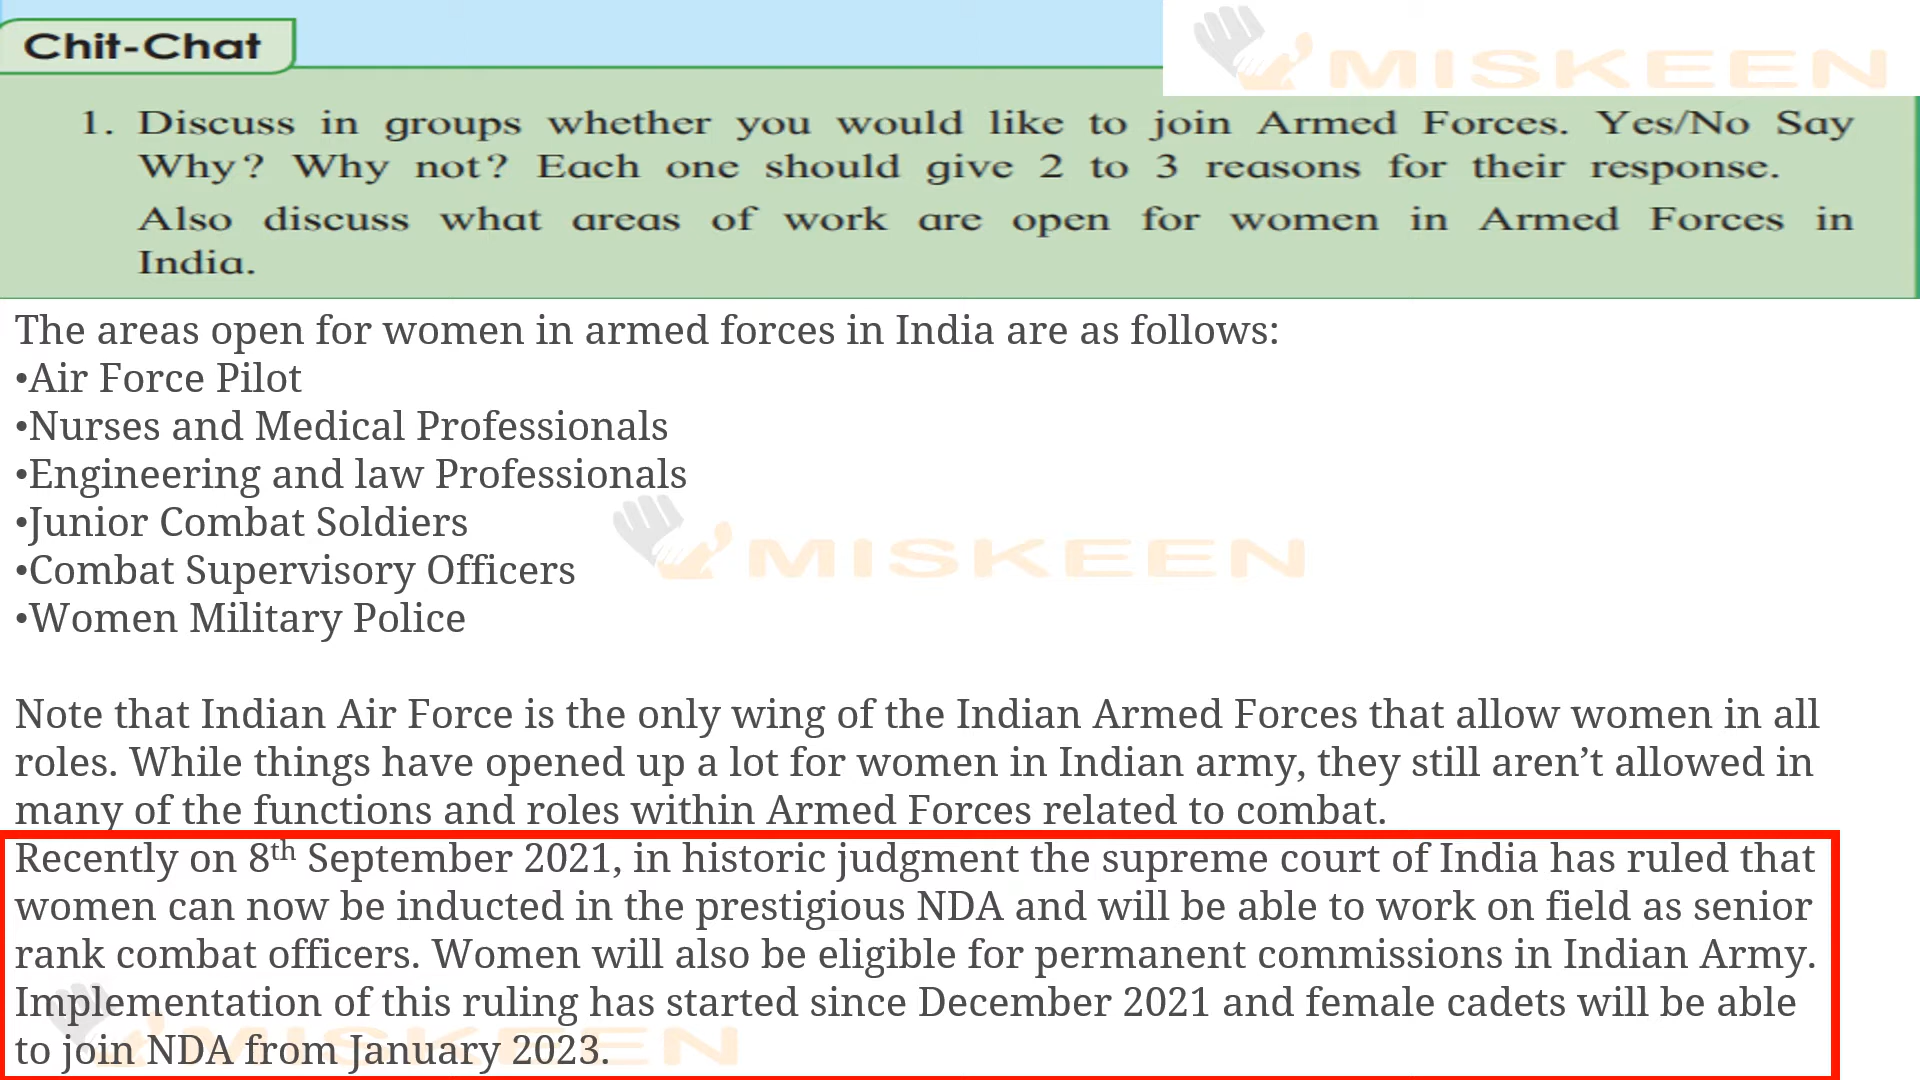 Chit-Chat
MISKEEN
1. Discuss in groups whether you would like to join Armed Forces. Yes/No Say
Why? Why not? Each one should give 2 to 3 reasons for their response.
Also discuss what areas of work are open for women in Armed Forces in
India.
The areas open for women in armed forces in India are as follows:
•Air Force Pilot
•Nurses and Medical Professionals
•Engineering and law Professionals
•Junior Combat Soldiers
•Combat Supervisory Officers
MISKEEN
•Women Military Police
Note that Indian Air Force is the only wing of the Indian Armed Forces that allow women in all
roles. While things have opened up a lot for women in Indian army, they still aren’t allowed in
many of the functions and roles within Armed Forces related to combat.
Recently on 8th September 2021, in historic judgment the supreme court of India has ruled that
women can now be inducted in the prestigious NDA and will be able to work on field as senior
rank combat officers. Women will also be eligible for permanent commissions in Indian Army.
Implementation of this ruling has started since December 2021 and female cadets will be able
to join NDA from January 2023.
MISKEEN